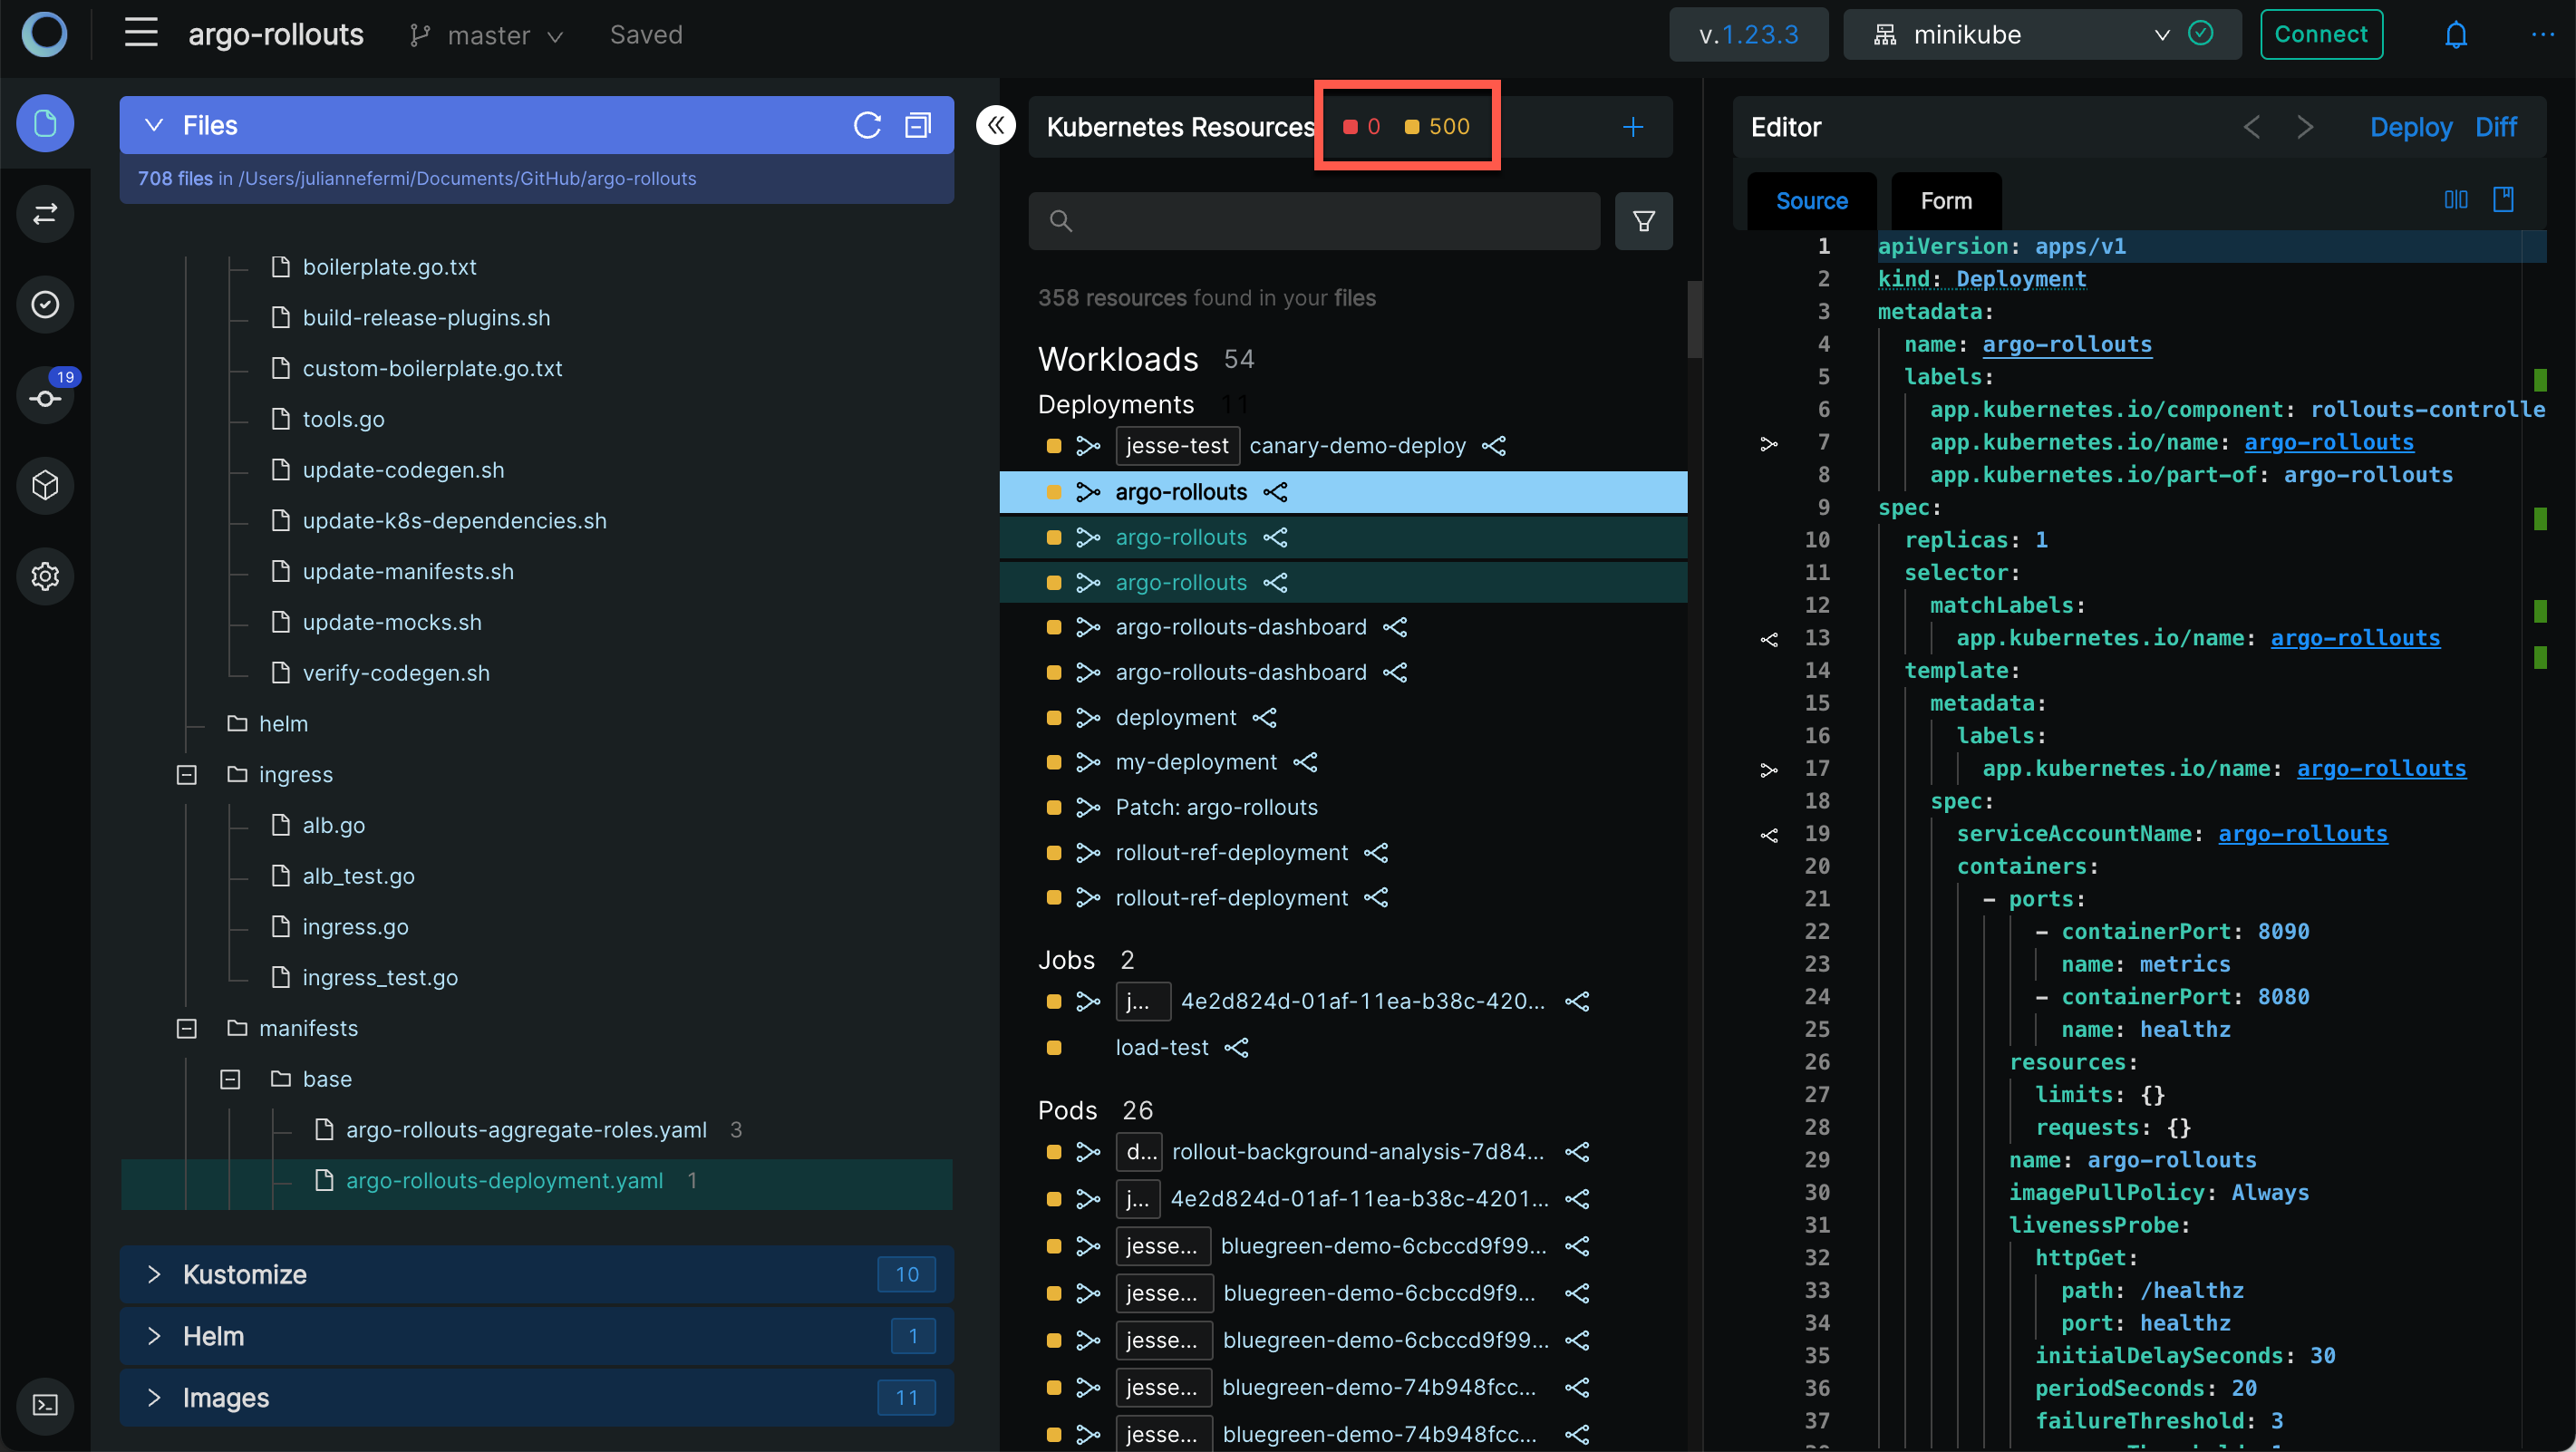 argo-rollouts master Saved v.1.23.3 minikube Connect
Files
708 files in /Users/juliannefermi/Documents/GitHub/argo-rollouts
19
boilerplate.go.txt
build-release-plugins.sh
custom-boilerplate.go.txt
tools.go
update-codegen.sh
update-k8s-dependencies.sh
update-manifests.sh
update-mocks.sh
verify-codegen.sh
helm
ingress
alb.go
alb_test.go
ingress.go
ingress_test.go
manifests
base
argo-rollouts-aggregate-roles.yaml 3
argo-rollouts-deployment.yaml 1
Kustomize 10
Helm 1
Images 11
Kubernetes Resources 0 500
358 resources found in your files
Workloads 54
Deployments 11
jesse-test canary-demo-deploy
argo-rollouts
argo-rollouts
argo-rollouts
argo-rollouts-dashboard
argo-rollouts-dashboard
deployment
my-deployment
Patch: argo-rollouts
rollout-ref-deployment
rollout-ref-deployment
Jobs 2
j... 4e2d824d-01af-11ea-b38c-420...
load-test
Pods 26
d... rollout-background-analysis-7d84...
j... 4e2d824d-01af-11ea-b38c-4201...
jesse... bluegreen-demo-6cbccd9f99...
jesse... bluegreen-demo-6cbccd9f9...
jesse... bluegreen-demo-6cbccd9f99...
jesse... bluegreen-demo-74b948fcc...
jesse... bluegreen-demo-74b948fcc...
Editor Deploy Diff
Source Form
1 apiVersion: apps/v1
2 kind: Deployment
3 metadata:
4 name: argo-rollouts
5 labels:
6 app.kubernetes.io/component: rollouts-controlle
7 app.kubernetes.io/name: argo-rollouts
8 app.kubernetes.io/part-of: argo-rollouts
9 spec:
10 replicas: 1
11 selector:
12 matchLabels:
13 app.kubernetes.io/name: argo-rollouts
14 template:
15 metadata:
16 labels:
17 app.kubernetes.io/name: argo-rollouts
18 spec:
19 serviceAccountName: argo-rollouts
20 containers:
21 - ports:
22 - containerPort: 8090
23 name: metrics
24 - containerPort: 8080
25 name: healthz
26 resources:
27 limits: {}
28 requests: {}
29 name: argo-rollouts
30 imagePullPolicy: Always
31 livenessProbe:
32 httpGet:
33 path: /healthz
34 port: healthz
35 initialDelaySeconds: 30
36 periodSeconds: 20
37 failureThreshold: 3